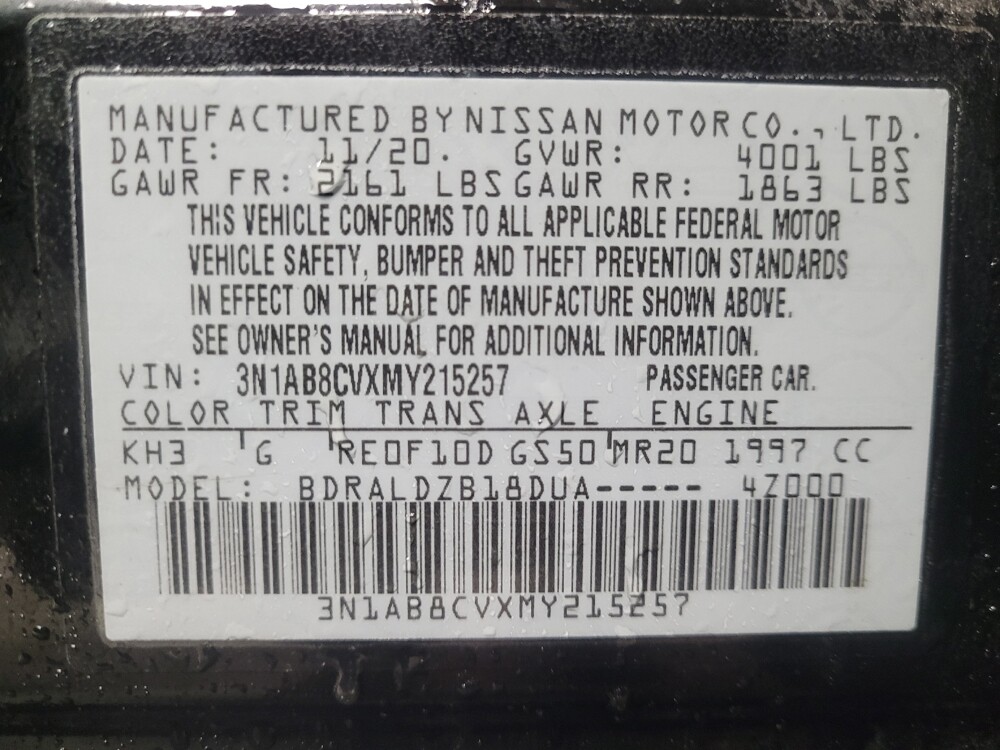 MANUFACTURED BY NISSAN MOTOR CO., LTD.
DATE: 11/20. GVWR: 4001 LBS
GAWR FR: 2161 LBS GAWR RR: 1863 LBS
THIS VEHICLE CONFORMS TO ALL APPLICABLE FEDERAL MOTOR
VEHICLE SAFETY, BUMPER AND THEFT PREVENTION STANDARDS
IN EFFECT ON THE DATE OF MANUFACTURE SHOWN ABOVE.
SEE OWNER'S MANUAL FOR ADDITIONAL INFORMATION.
VIN: 3N1AB8CVXMY215257 PASSENGER CAR.
COLOR TRIM TRANS AXLE ENGINE
KH3 G RE0F10D GS50 MR20 1997 CC
MODEL: BDRALDZB18DUA----- 4Z000
3N1AB8CVXMY215257